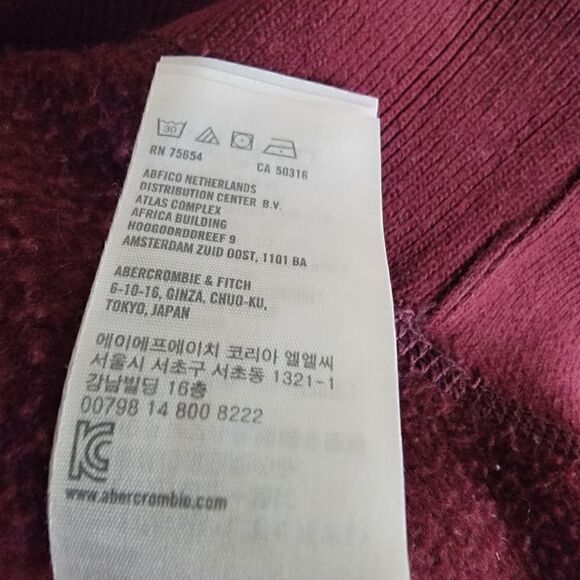 30
RN 75654 CA 50316
ABFICO NETHERLANDS
DISTRIBUTION CENTER B.V.
ATLAS COMPLEX
AFRICA BUILDING
HOOGOORDDREEF 9
AMSTERDAM ZUID OOST, 1101 BA
ABERCROMBIE & FITCH
6-10-16, GINZA, CHUO-KU,
TOKYO, JAPAN
에이에프에이치 코리아 엘엘씨
서울시 서초구 서초동 1321-1
강남빌딩 16층
00798 14 800 8222
KC
www.abercrombie.com